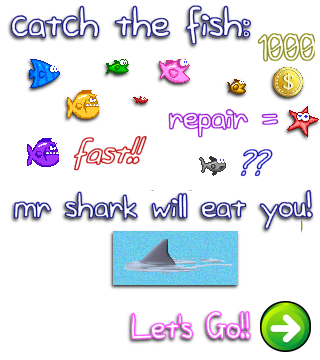 catch the fish:
1000
$
repair =
fast!!
??
mr shark will eat you!
Let's Go!!